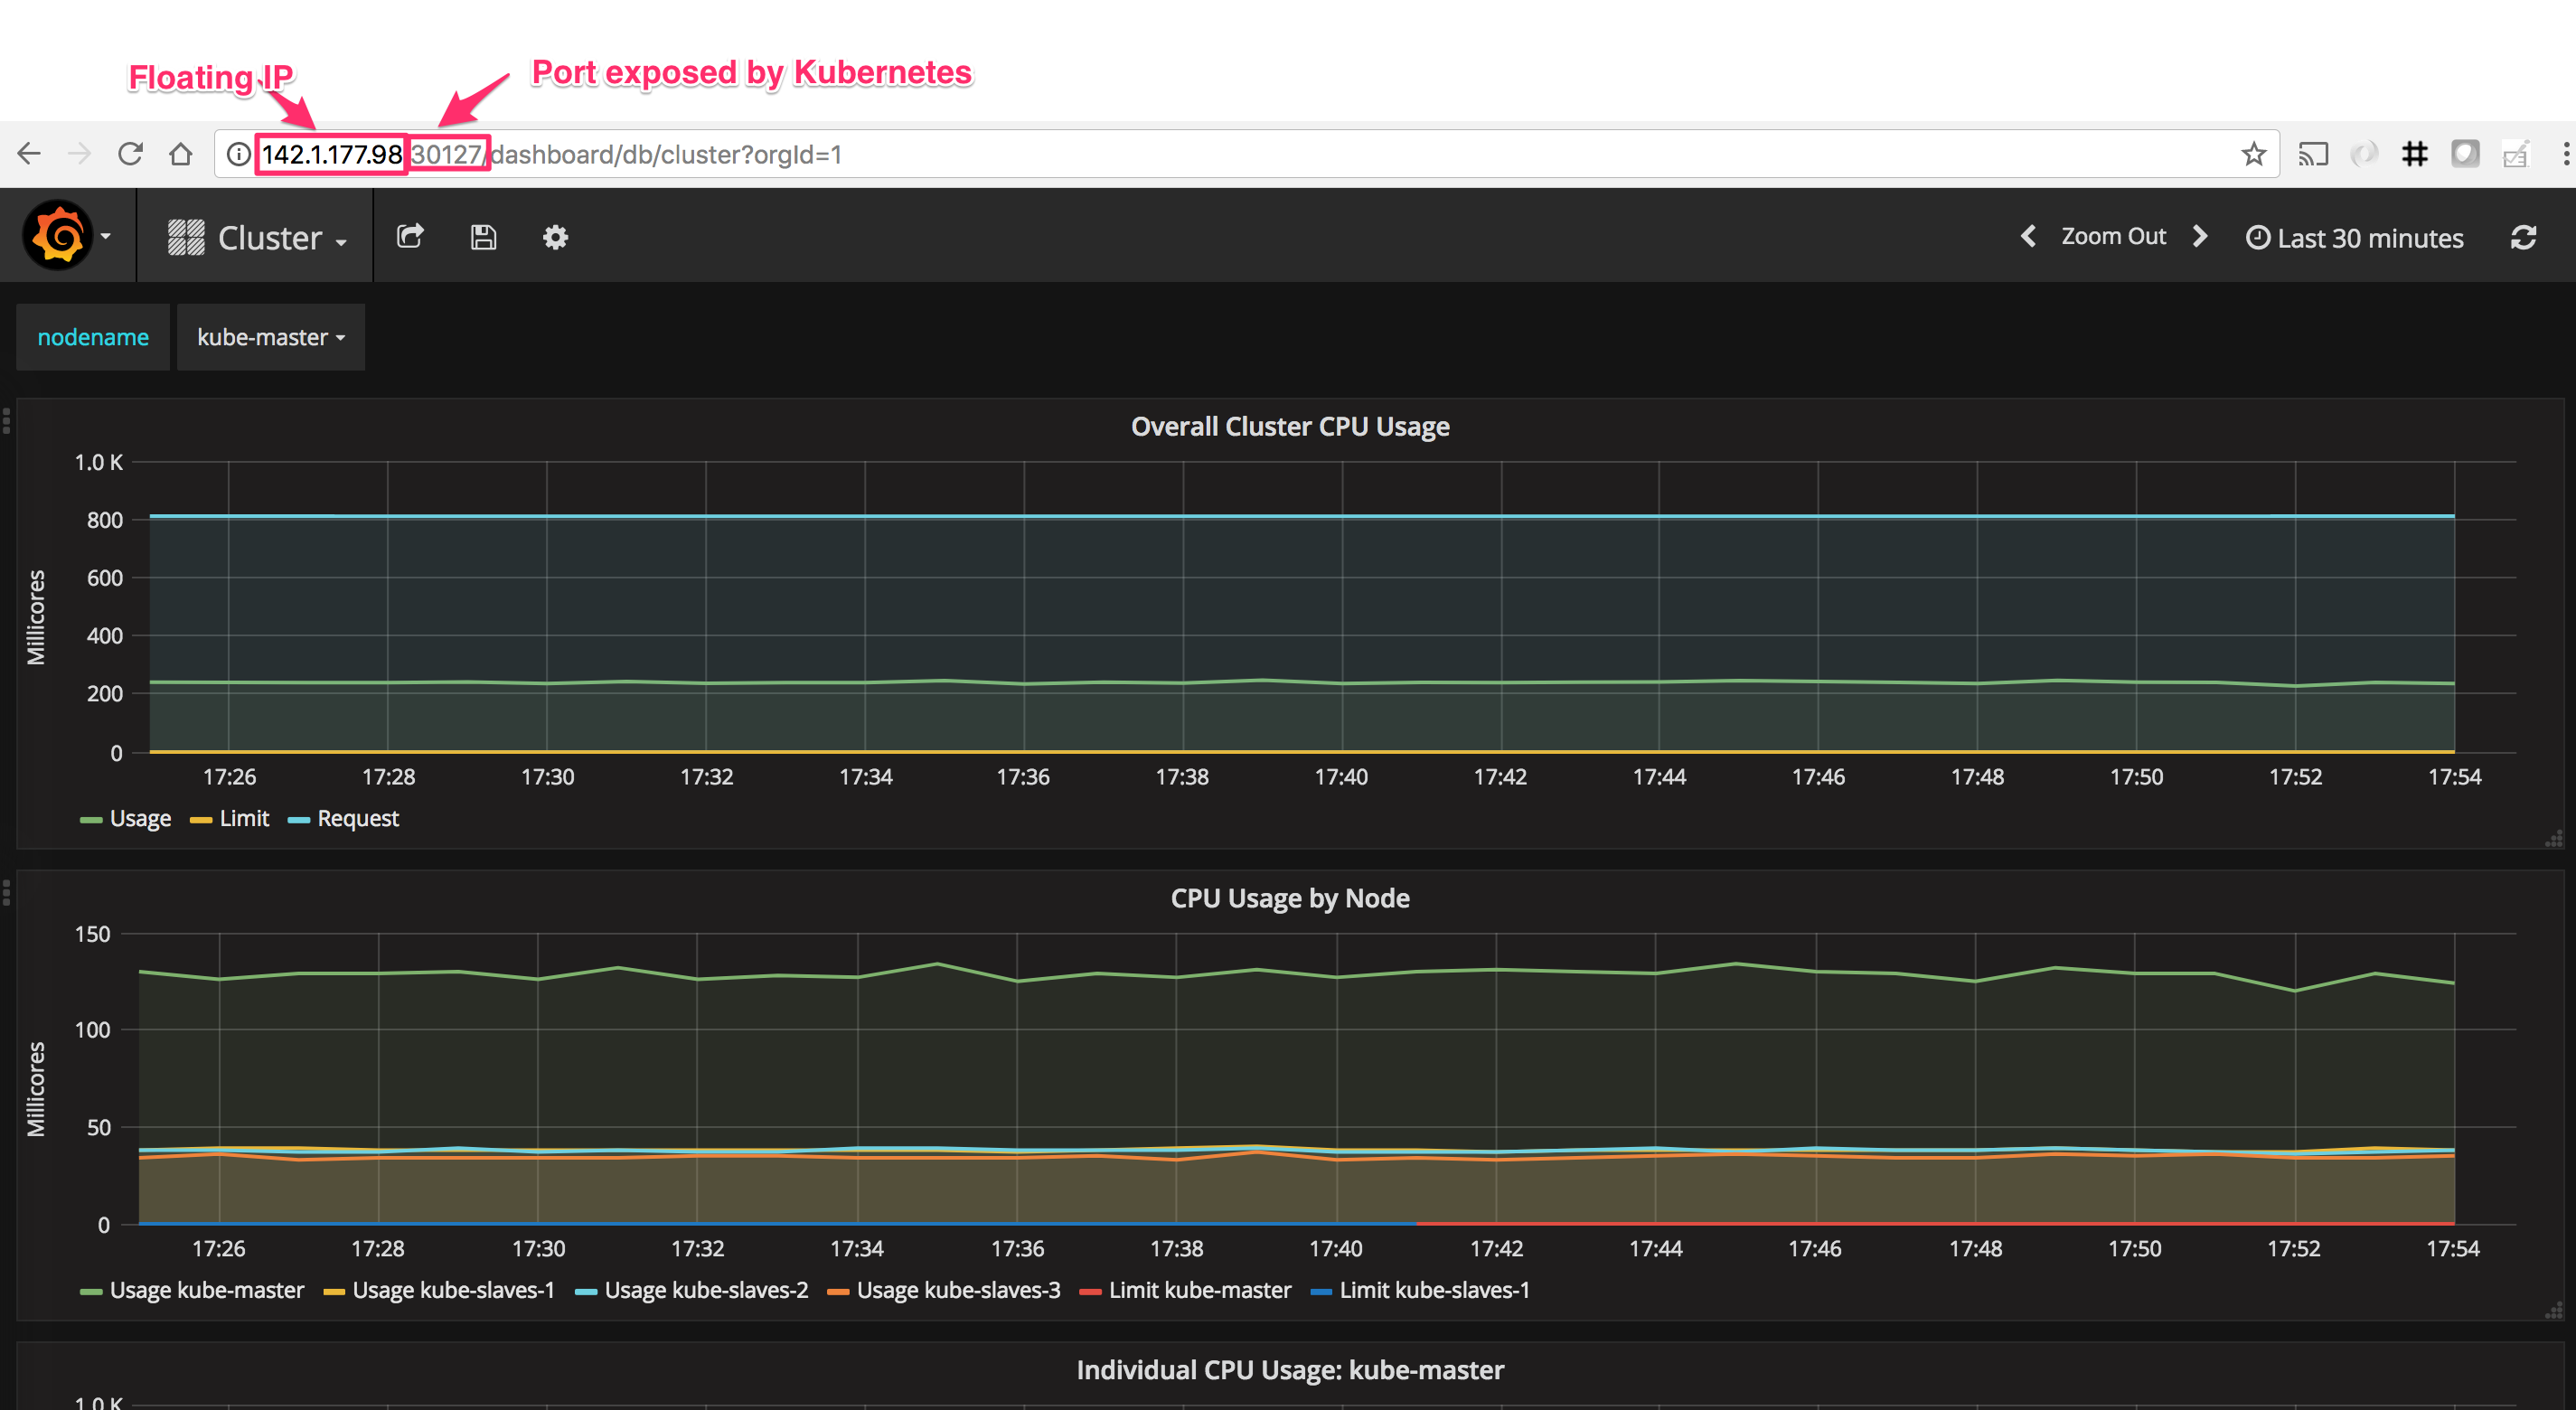 Floating IP
Port exposed by Kubernetes
142.1.177.98:30127/dashboard/db/cluster?orgId=1
Cluster
Zoom Out
Last 30 minutes
nodename
kube-master
Overall Cluster CPU Usage
1.0 K
800
600
400
200
0
Millicores
17:26 17:28 17:30 17:32 17:34 17:36 17:38 17:40 17:42 17:44 17:46 17:48 17:50 17:52 17:54
Usage Limit Request
CPU Usage by Node
150
100
50
0
Millicores
17:26 17:28 17:30 17:32 17:34 17:36 17:38 17:40 17:42 17:44 17:46 17:48 17:50 17:52 17:54
Usage kube-master Usage kube-slaves-1 Usage kube-slaves-2 Usage kube-slaves-3 Limit kube-master Limit kube-slaves-1
Individual CPU Usage: kube-master
1.0 K